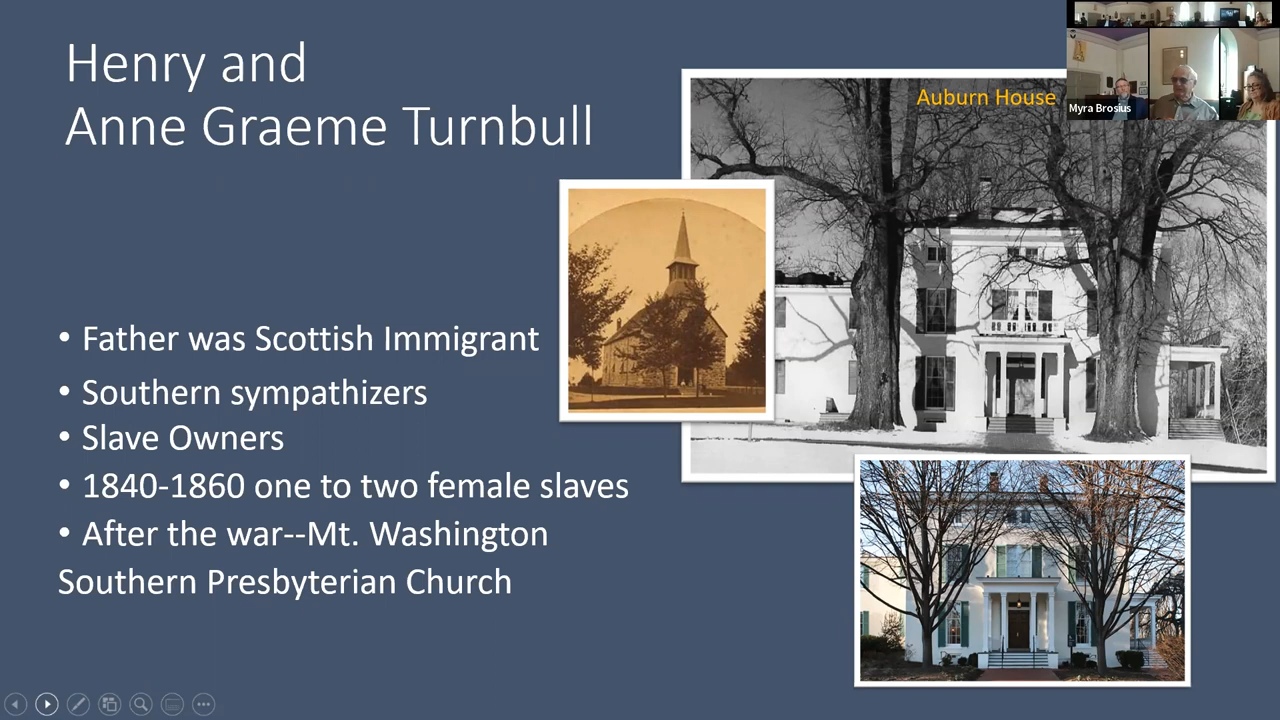 Henry and
Anne Graeme Turnbull
Auburn House
Myra Brosius
• Father was Scottish Immigrant
• Southern sympathizers
• Slave Owners
• 1840-1860 one to two female slaves
• After the war--Mt. Washington
Southern Presbyterian Church